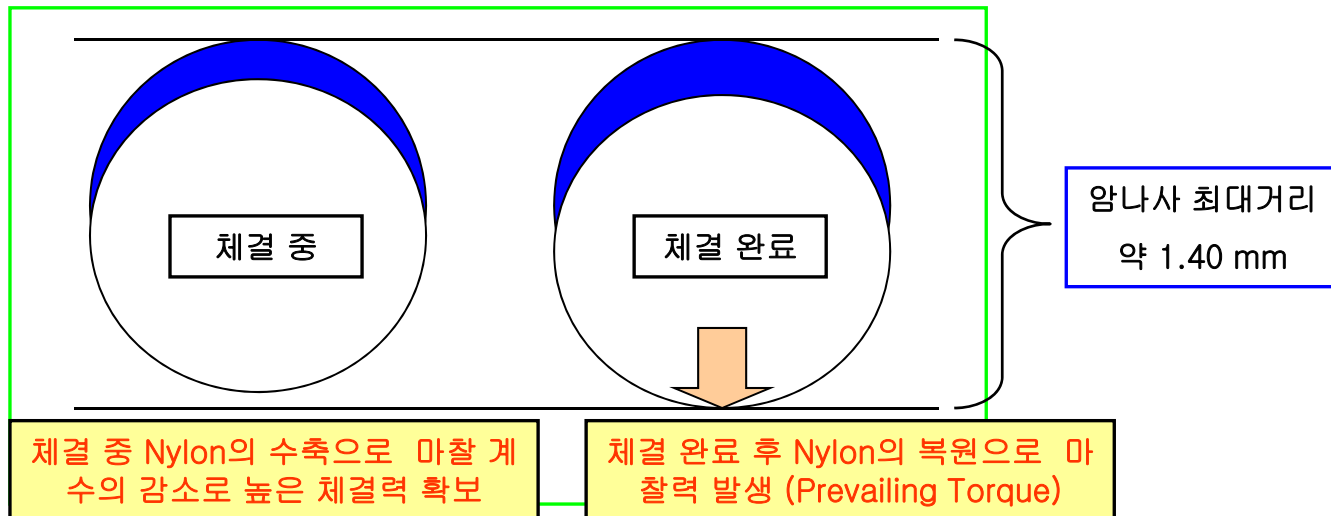 암나사 최대거리
약 1.40 mm
체결 중
체결 완료
체결 중 Nylon의 수축으로 마찰 계
수의 감소로 높은 체결력 확보
체결 완료 후 Nylon의 복원으로 마
찰력 발생 (Prevailing Torque)